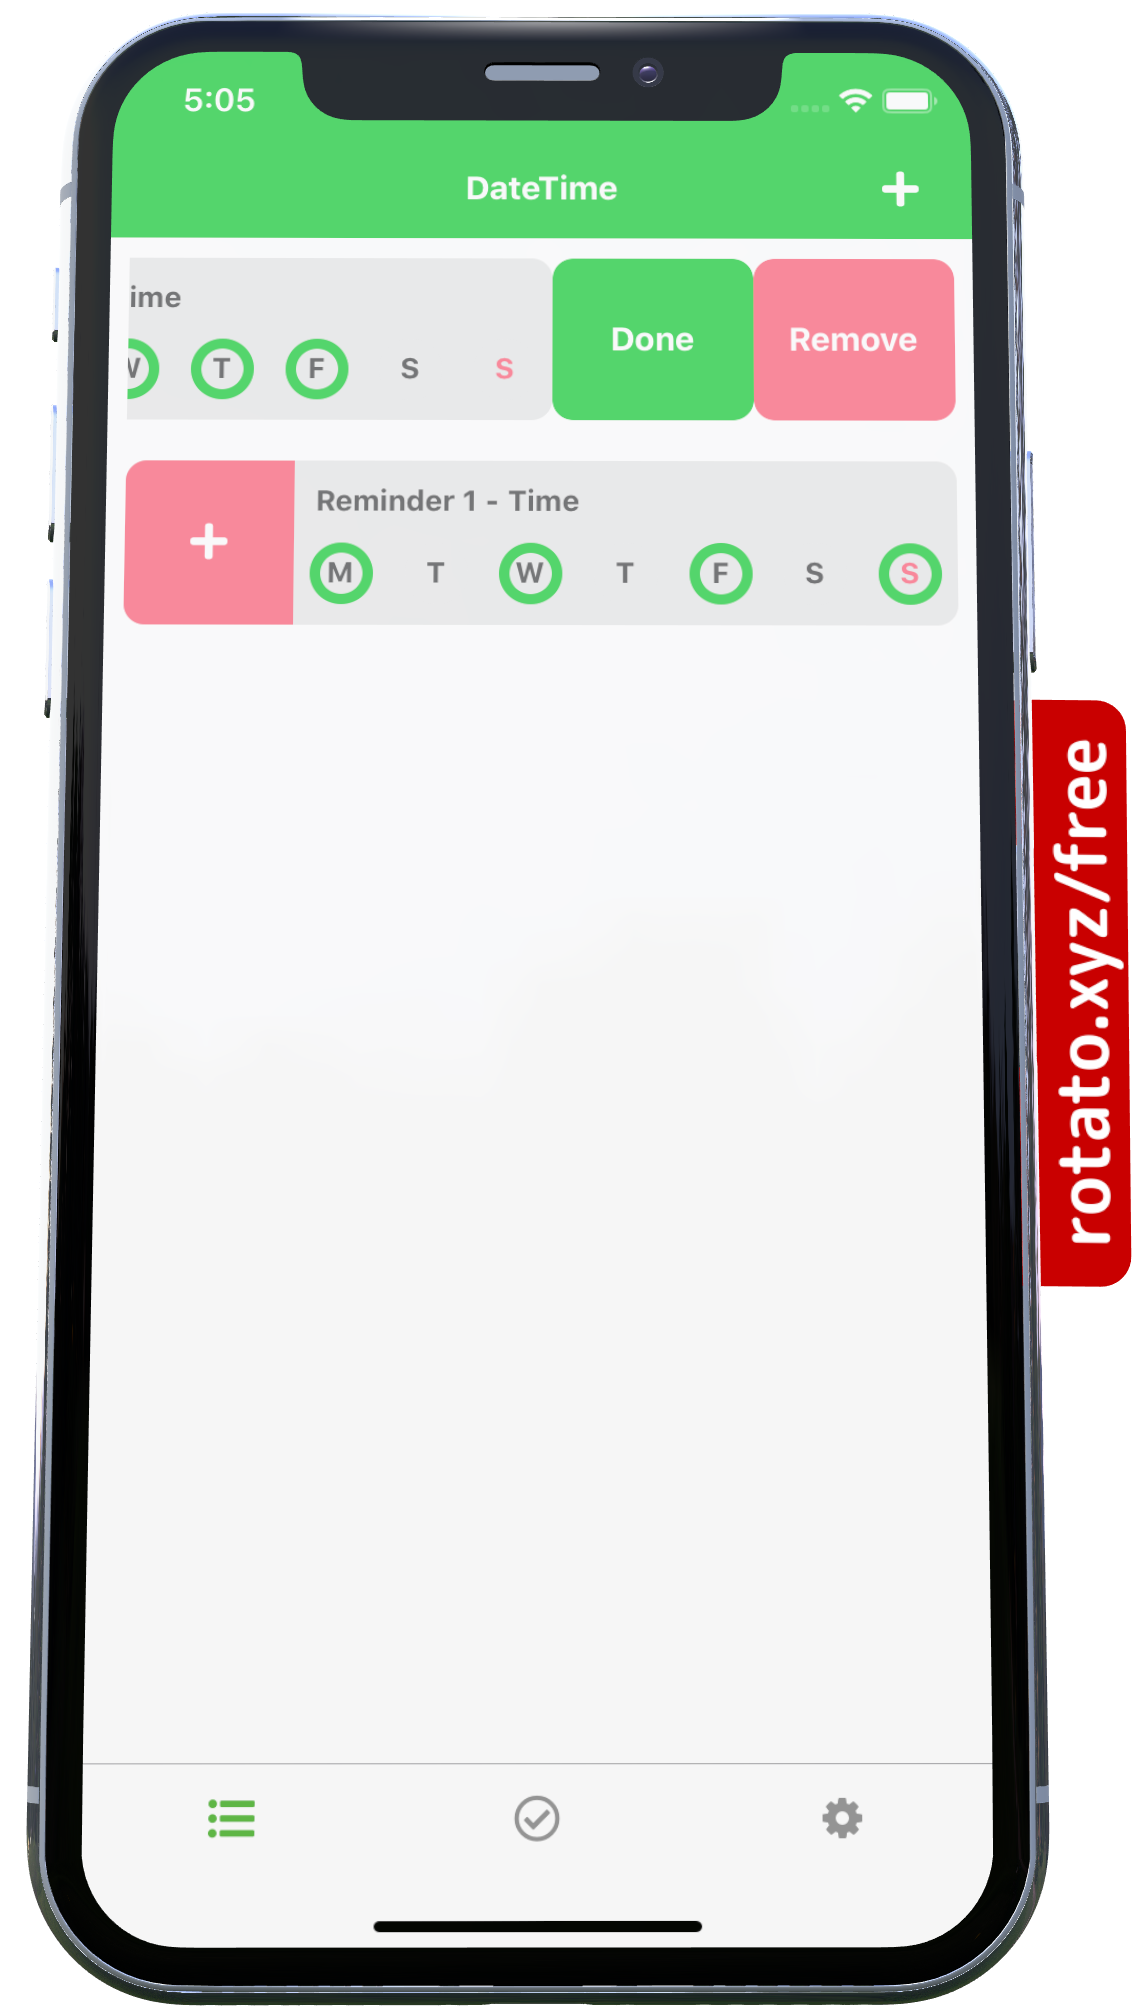 5:05
DateTime
ime
W T F S S
Done
Remove
Reminder 1 - Time
M T W T F S S
rotato.xyz/free